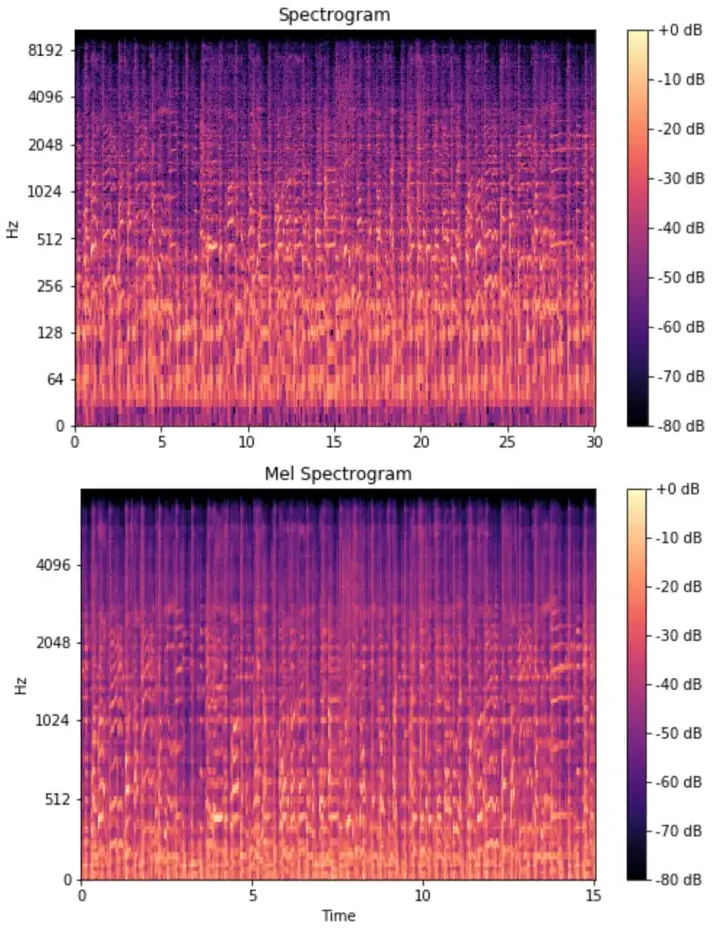 Spectrogram
8192
4096
2048
1024
512
256
128
64
0
Hz
0 5 10 15 20 25 30
+0 dB
-10 dB
-20 dB
-30 dB
-40 dB
-50 dB
-60 dB
-70 dB
-80 dB
Mel Spectrogram
4096
2048
1024
512
0
Hz
0 5 10 15
Time
+0 dB
-10 dB
-20 dB
-30 dB
-40 dB
-50 dB
-60 dB
-70 dB
-80 dB